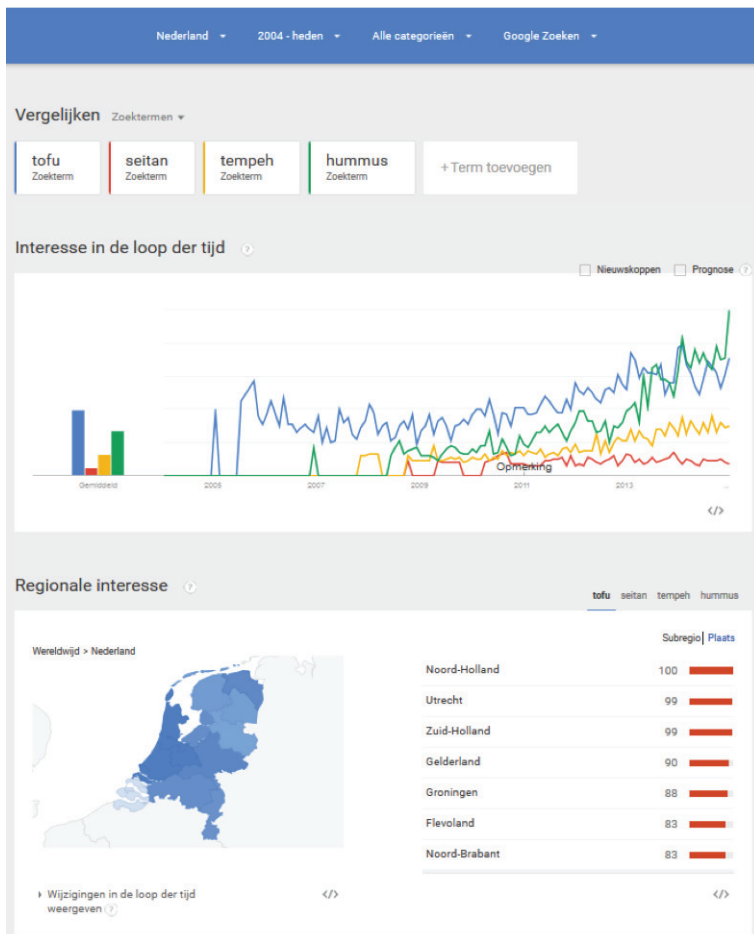 Nederland 2004 - heden Alle categorieën Google Zoeken
Vergelijken Zoektermen
tofu
Zoekterm
seitan
Zoekterm
tempeh
Zoekterm
hummus
Zoekterm
+Term toevoegen
Interesse in de loop der tijd ?
Nieuwskoppen Prognose ?
Opmerking
Gemiddeld 2005 2007 2009 2011 2013 ...
</>
Regionale interesse ?
tofu seitan tempeh hummus
Subregio| Plaats
Wereldwijd > Nederland
Noord-Holland 100
Utrecht 99
Zuid-Holland 99
Gelderland 90
Groningen 88
Flevoland 83
Noord-Brabant 83
Wijzigingen in de loop der tijd
weergeven ?
</>
</>